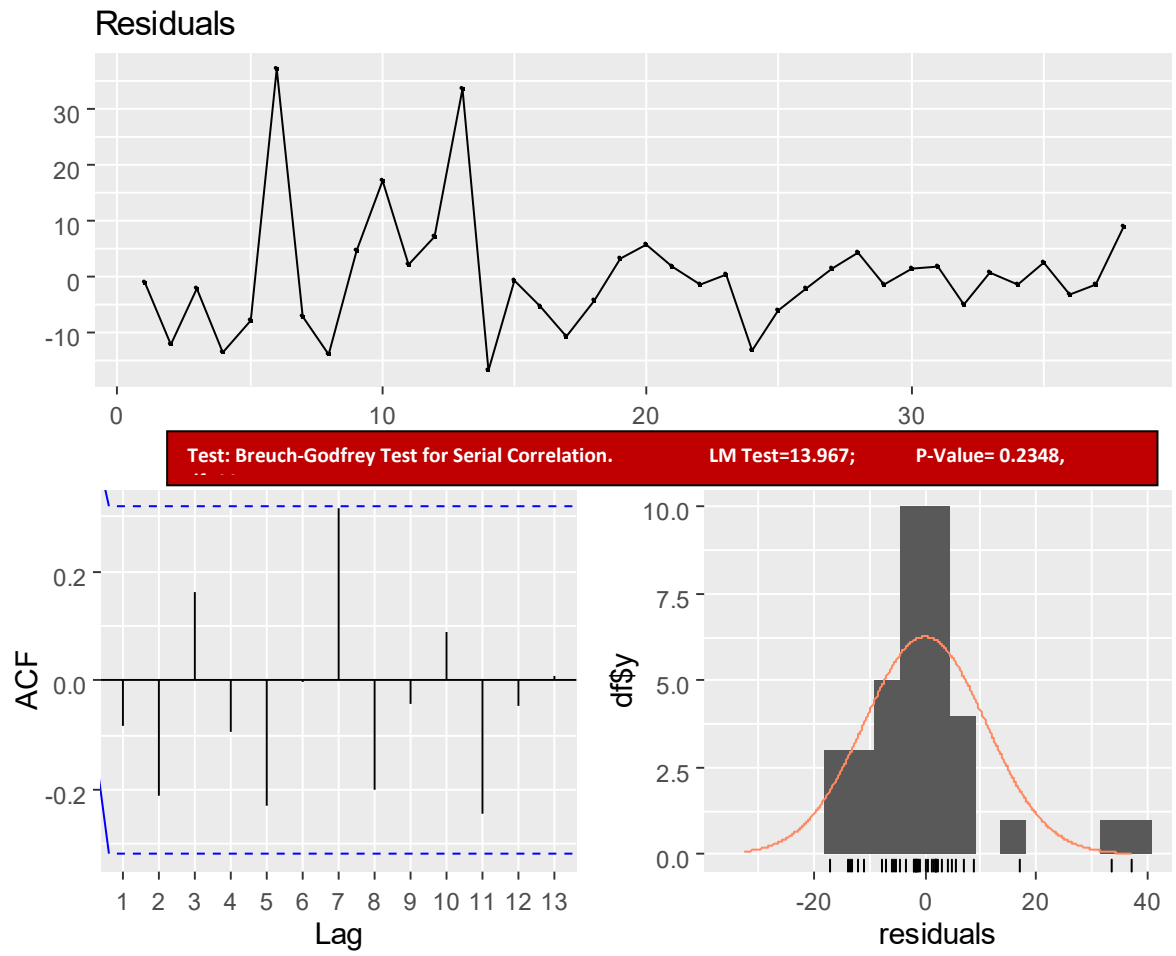 Residuals
30
20
10
0
-10
0 10 20 30
Test: Breuch-Godfrey Test for Serial Correlation. LM Test=13.967; P-Value= 0.2348,
ACF
0.2
0.0
-0.2
1 2 3 4 5 6 7 8 9 10 11 12 13
Lag
df$y
10.0
7.5
5.0
2.5
0.0
-20 0 20 40
residuals